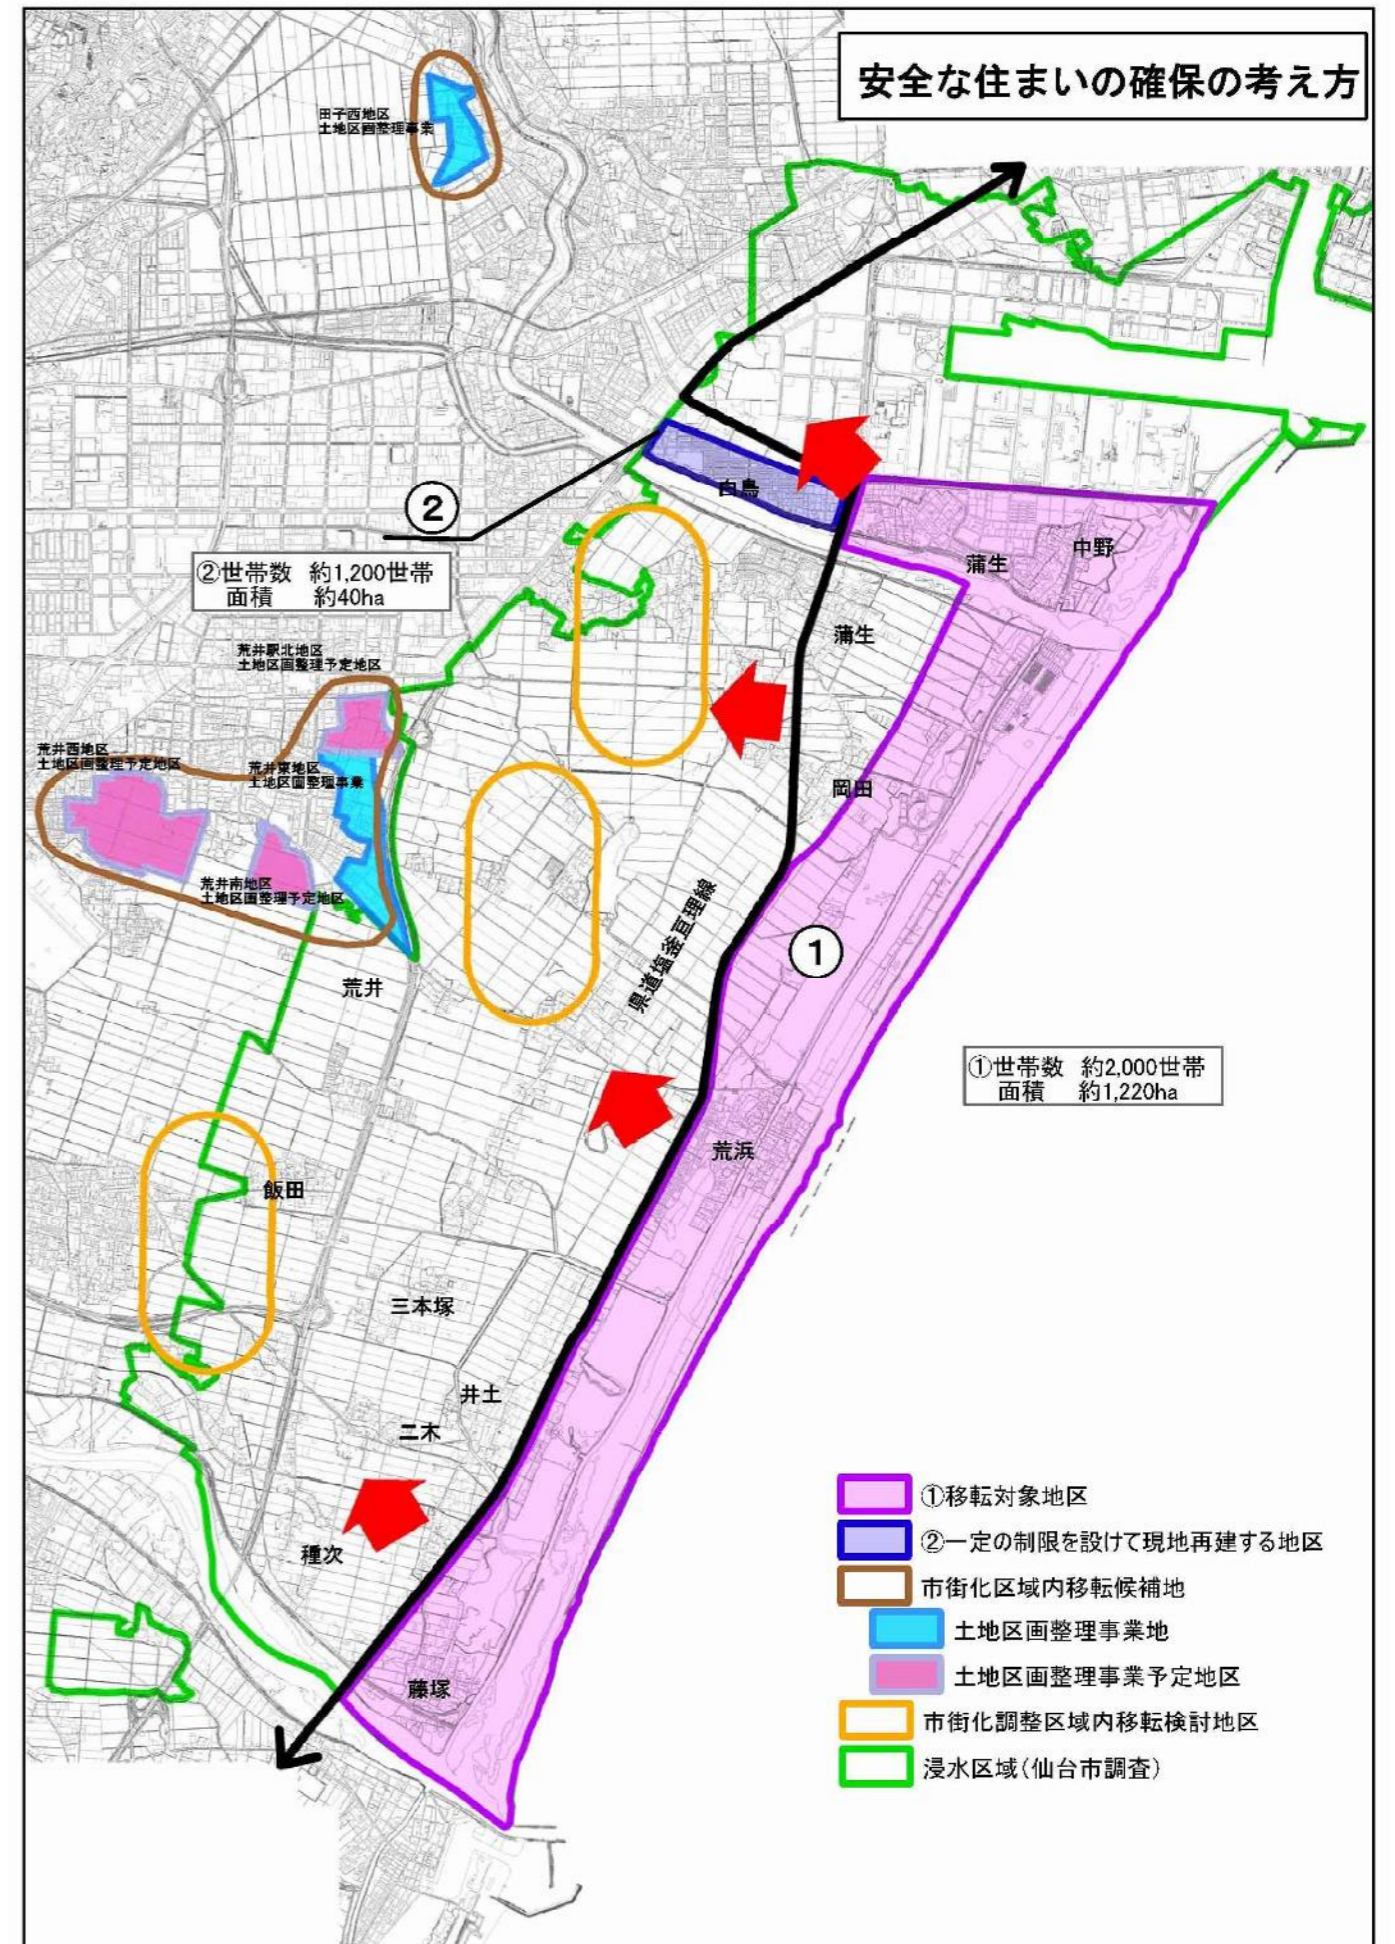 安全な住まいの確保の考え方
田子西地区
土地区画整理事業
白鳥
②
中野
蒲生
②世帯数 約1,200世帯
面積 約40ha
蒲生
荒井駅北地区
土地区画整理予定地区
荒井西地区
土地区画整理予定地区
荒井東地区
土地区画整理事業
岡田
荒井南地区
土地区画整理予定地区
県道塩釜亘理線
①
荒井
①世帯数 約2,000世帯
面積 約1,220ha
荒浜
飯田
三本塚
井土
二木
種次
藤塚
①移転対象地区
②一定の制限を設けて現地再建する地区
市街化区域内移転候補地
土地区画整理事業地
土地区画整理事業予定地区
市街化調整区域内移転検討地区
浸水区域(仙台市調査)